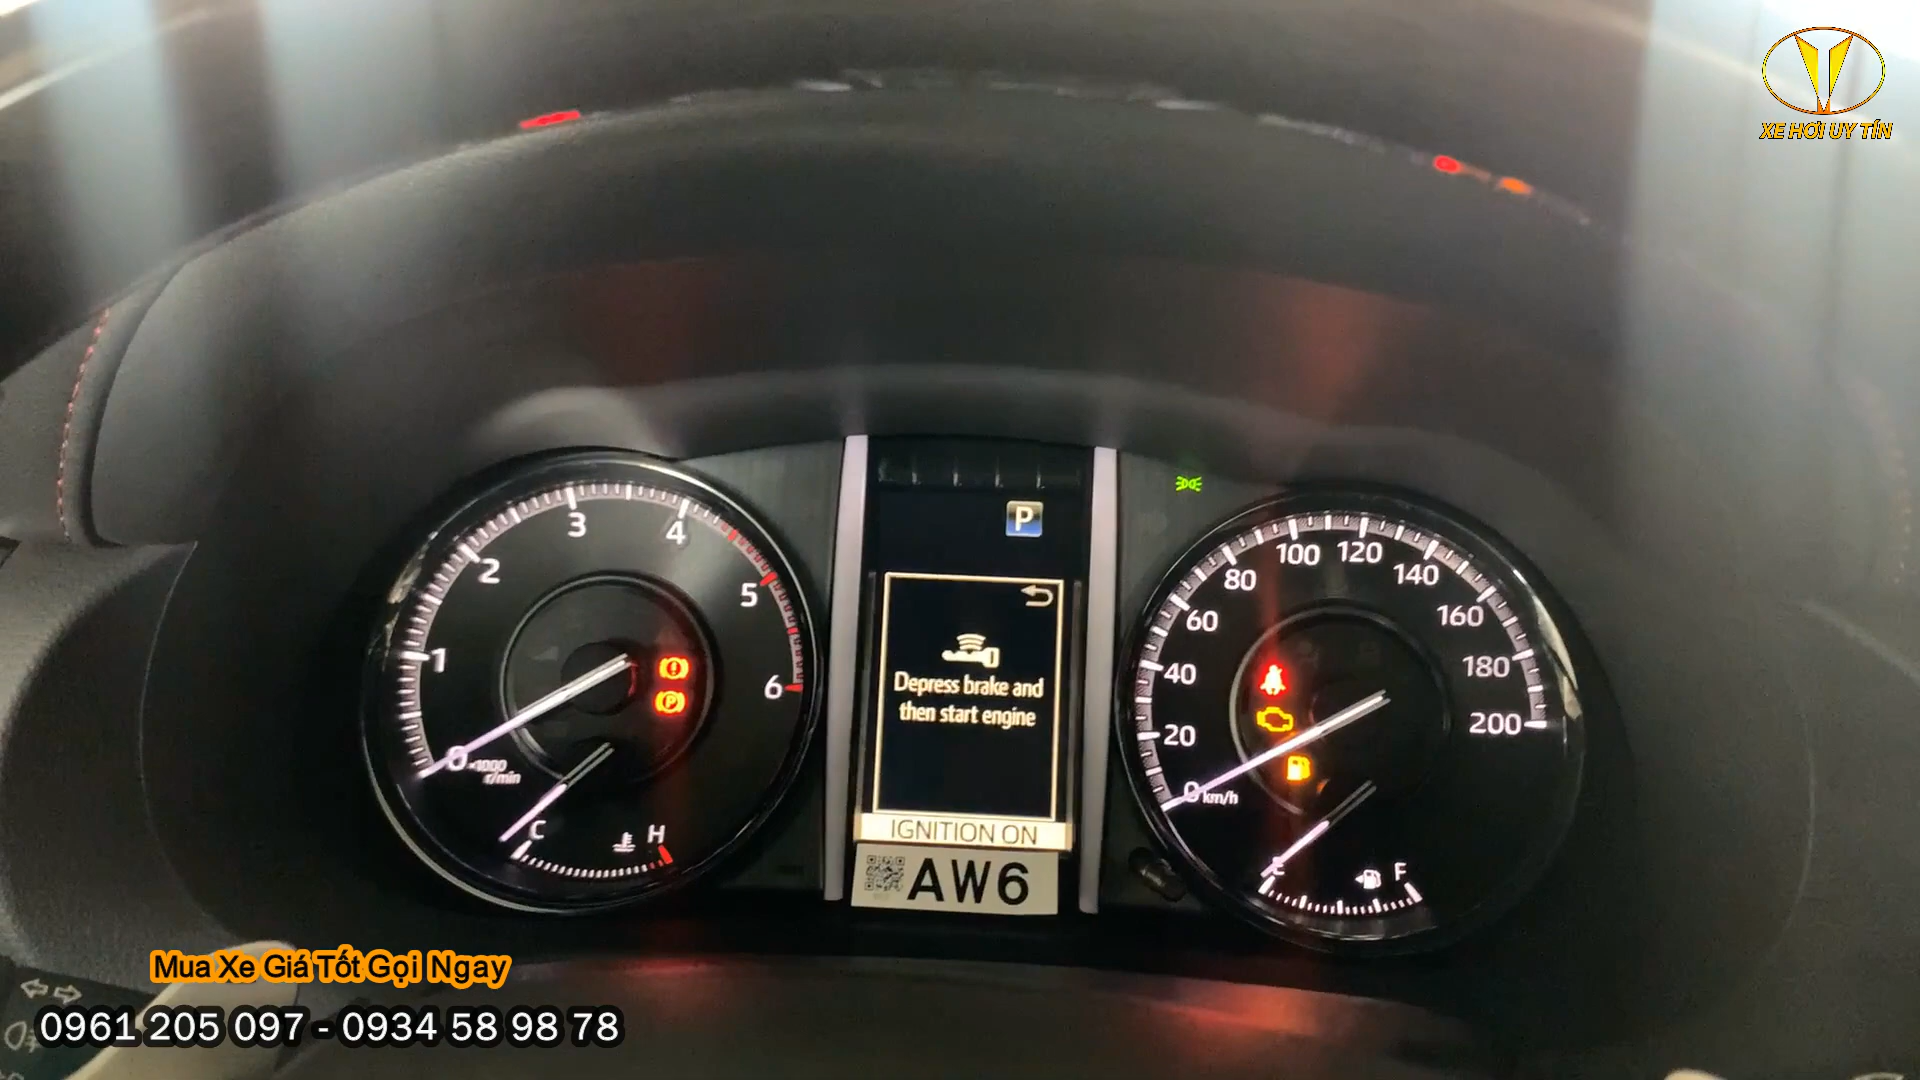 XE HƠI UY TÍN
P
1
2
3
4
5
6
0
×1000
r/min
C
H
Depress brake and
then start engine
IGNITION ON
AW6
P
0
km/h
20
40
60
80
100
120
140
160
180
200
E
F
Mua Xe Giá Tốt Gọi Ngay
0961 205 097 - 0934 58 98 78